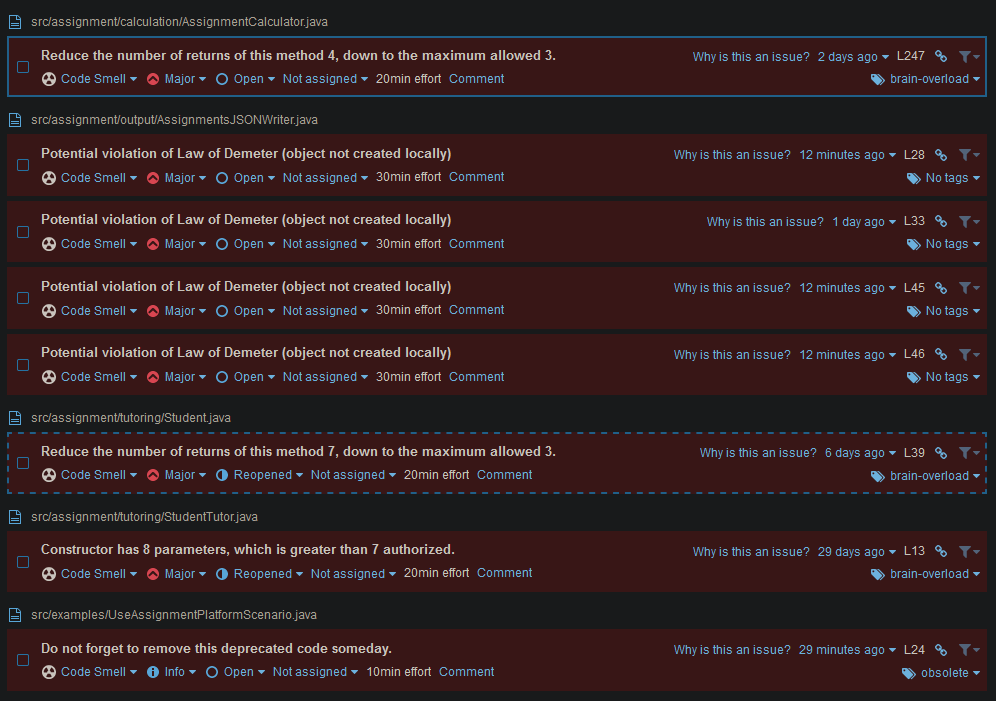 src/assignment/calculation/AssignmentCalculator.java
Reduce the number of returns of this method 4, down to the maximum allowed 3. Why is this an issue? 2 days ago L247
Code Smell Major Open Not assigned 20min effort Comment brain-overload
src/assignment/output/AssignmentsJSONWriter.java
Potential violation of Law of Demeter (object not created locally) Why is this an issue? 12 minutes ago L28
Code Smell Major Open Not assigned 30min effort Comment No tags
Potential violation of Law of Demeter (object not created locally) Why is this an issue? 1 day ago L33
Code Smell Major Open Not assigned 30min effort Comment No tags
Potential violation of Law of Demeter (object not created locally) Why is this an issue? 12 minutes ago L45
Code Smell Major Open Not assigned 30min effort Comment No tags
Potential violation of Law of Demeter (object not created locally) Why is this an issue? 12 minutes ago L46
Code Smell Major Open Not assigned 30min effort Comment No tags
src/assignment/tutoring/Student.java
Reduce the number of returns of this method 7, down to the maximum allowed 3. Why is this an issue? 6 days ago L39
Code Smell Major Reopened Not assigned 20min effort Comment brain-overload
src/assignment/tutoring/StudentTutor.java
Constructor has 8 parameters, which is greater than 7 authorized. Why is this an issue? 29 days ago L13
Code Smell Major Reopened Not assigned 20min effort Comment brain-overload
src/examples/UseAssignmentPlatformScenario.java
Do not forget to remove this deprecated code someday. Why is this an issue? 29 minutes ago L24
Code Smell Info Open Not assigned 10min effort Comment obsolete